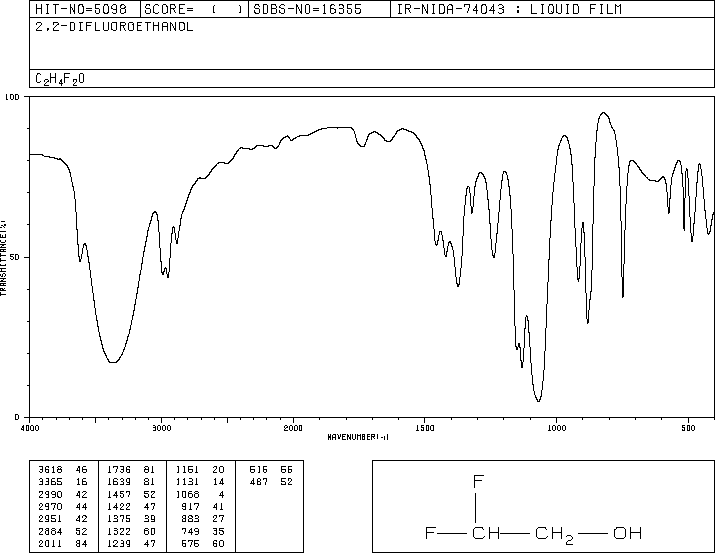 HIT-NO=5098 SCORE= ( ) SDBS-NO=16355 IR-NIDA-74043 : LIQUID FILM
2,2-DIFLUOROETHANOL
C2H4F2O
100
50
0
TRANSMITTANCE(%)
4000 3000 2000 1500 1000 500
WAVENUMBER(-1)
3618 46 1736 81 1151 20 516 55
3365 16 1639 81 1131 14 487 52
2990 42 1457 52 1068 4
2970 44 1422 47 917 41
2951 42 1375 39 883 27
2884 52 1322 60 749 35
2011 84 1239 47 575 60
F
F CH CH2 OH